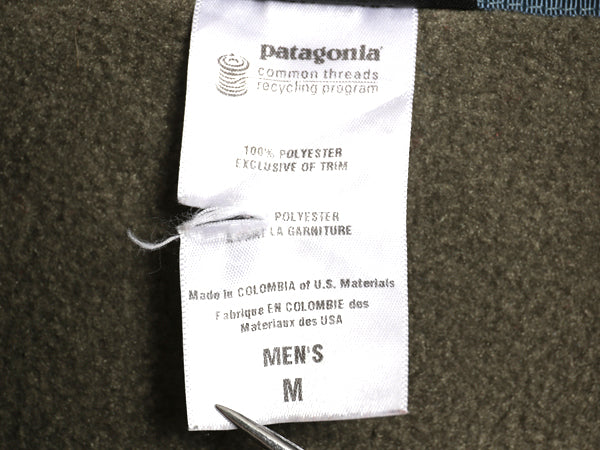 patagonia
common threads
recycling program
100% POLYESTER
EXCLUSIVE OF TRIM
POLYESTER
LA GARNITURE
Made in COLOMBIA of U.S. Materials
Fabrique EN COLOMBIE des
Materiaux des USA
MEN'S
M